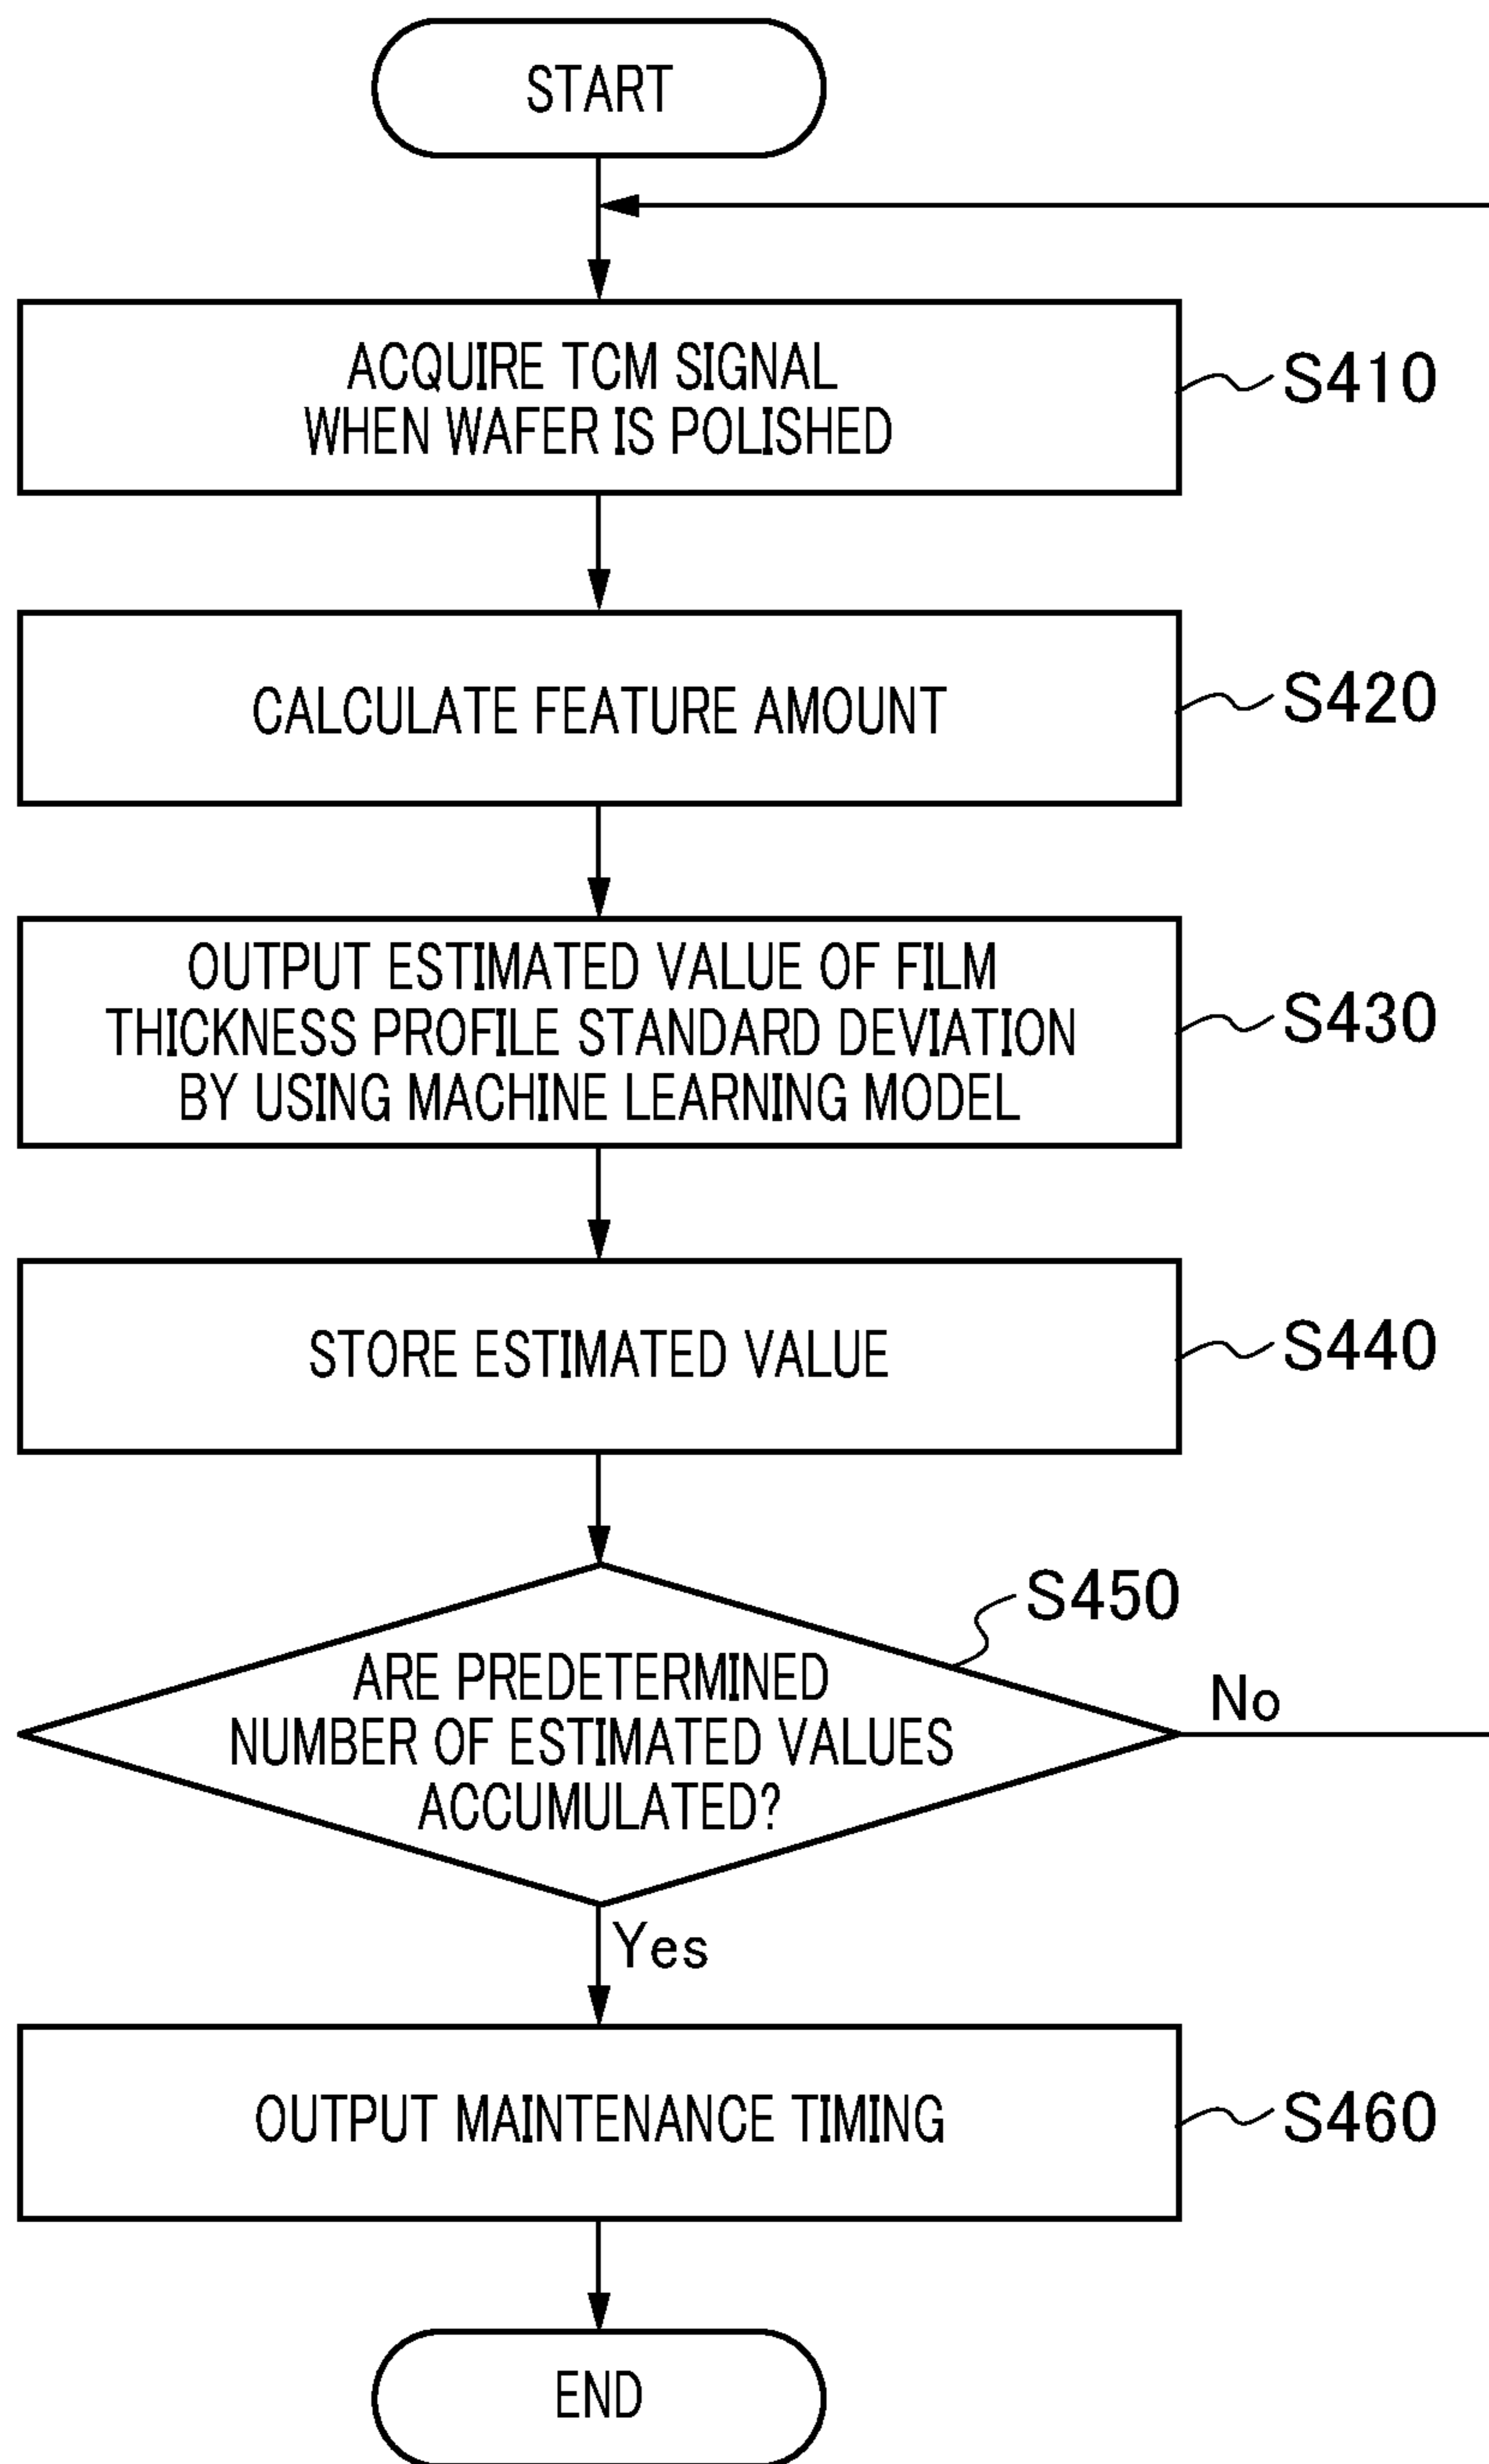 START
ACQUIRE TCM SIGNAL
WHEN WAFER IS POLISHED
S410
CALCULATE FEATURE AMOUNT
S420
OUTPUT ESTIMATED VALUE OF FILM
THICKNESS PROFILE STANDARD DEVIATION
BY USING MACHINE LEARNING MODEL
S430
STORE ESTIMATED VALUE
S440
S450
ARE PREDETERMINED
NUMBER OF ESTIMATED VALUES
ACCUMULATED?
No
Yes
OUTPUT MAINTENANCE TIMING
S460
END